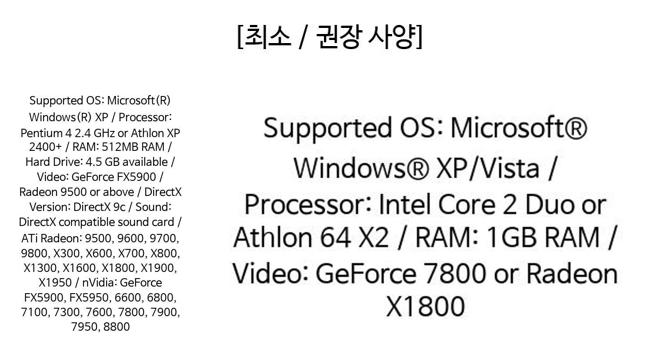 [최소 / 권장 사양]
Supported OS: Microsoft(R)
Windows(R) XP / Processor:
Pentium 4 2.4 GHz or Athlon XP
2400+ / RAM: 512MB RAM /
Hard Drive: 4.5 GB available /
Video: GeForce FX5900 /
Radeon 9500 or above / DirectX
Version: DirectX 9c / Sound:
DirectX compatible sound card /
ATi Radeon: 9500, 9600, 9700,
9800, X300, X600, X700, X800,
X1300, X1600, X1800, X1900,
X1950 / nVidia: GeForce
FX5900, FX5950, 6600, 6800,
7100, 7300, 7600, 7800, 7900,
7950, 8800
Supported OS: Microsoft®
Windows® XP/Vista /
Processor: Intel Core 2 Duo or
Athlon 64 X2 / RAM: 1GB RAM /
Video: GeForce 7800 or Radeon
X1800